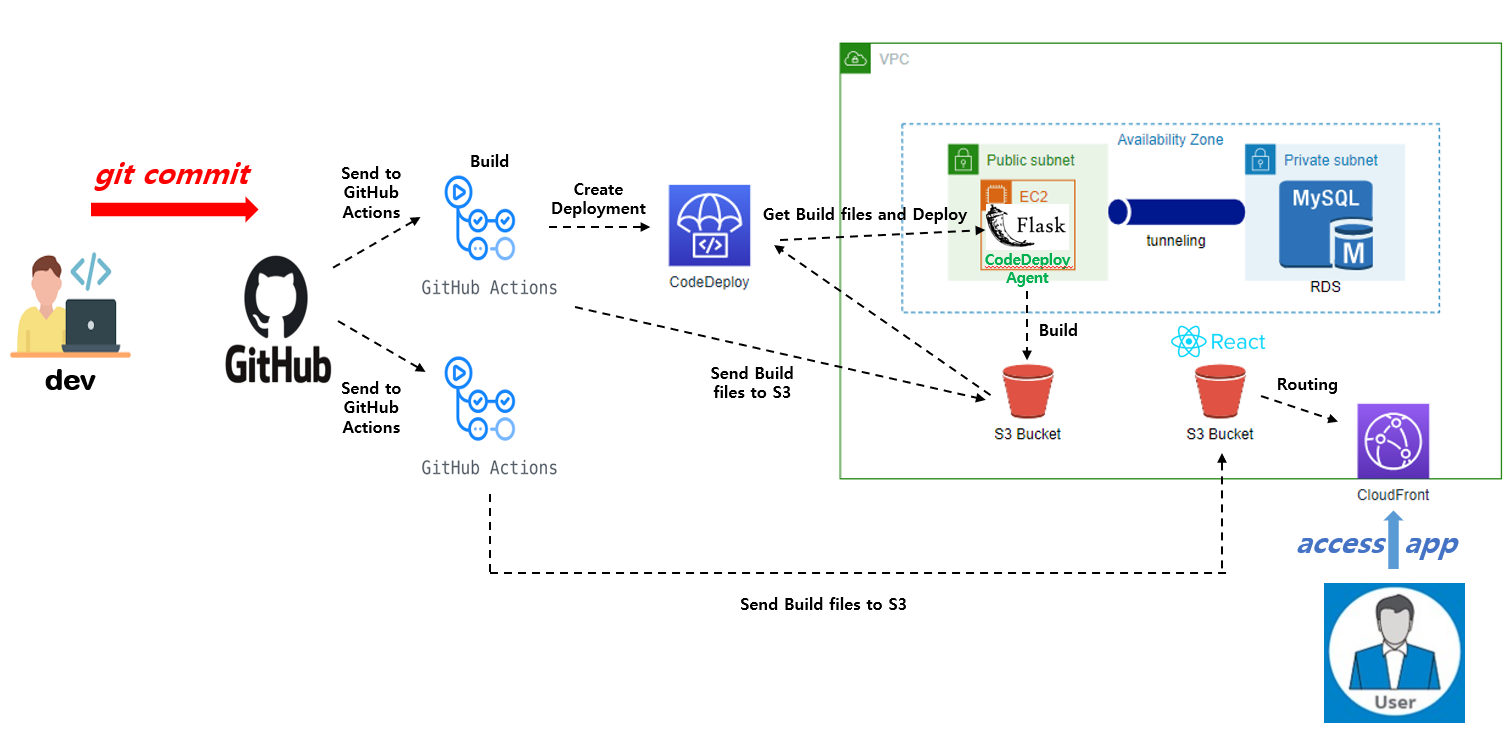 VPC
Availability Zone
git commit
Send to
GitHub
Actions
Build
GitHub Actions
Create
Deployment
CodeDeploy
Get Build files and Deploy
Public subnet
EC2
Flask
CodeDeploy
Agent
tunneling
Private subnet
MySQL
M
RDS
dev
GitHub
Send to
GitHub
Actions
GitHub Actions
Send Build
files to S3
Build
S3 Bucket
React
S3 Bucket
Routing
CloudFront
access app
Send Build files to S3
User